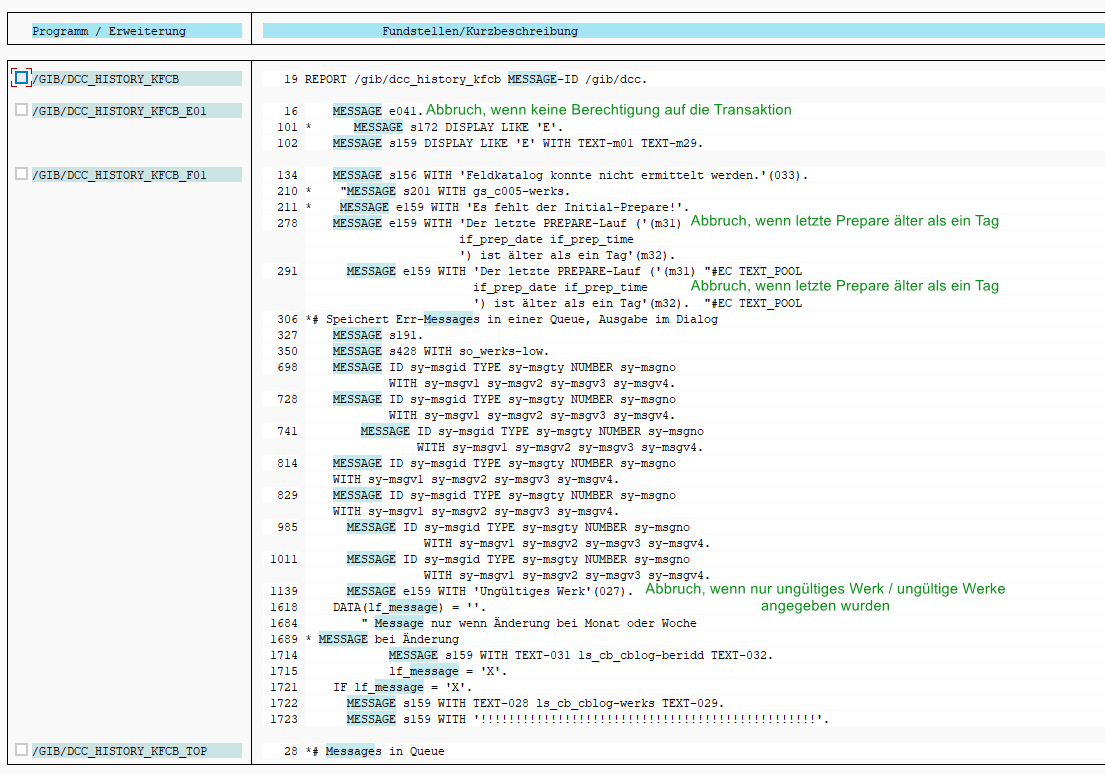 Programm / Erweiterung Fundstellen/Kurzbeschreibung
/GIB/DCC_HISTORY_KFCB 19 REPORT /gib/dcc_history_kfcb MESSAGE-ID /gib/dcc.
/GIB/DCC_HISTORY_KFCB_E01 16 MESSAGE e041. Abbruch, wenn keine Berechtigung auf die Transaktion
101 * MESSAGE s172 DISPLAY LIKE 'E'.
102 MESSAGE s159 DISPLAY LIKE 'E' WITH TEXT-m01 TEXT-m29.
/GIB/DCC_HISTORY_KFCB_F01 134 MESSAGE s156 WITH 'Feldkatalog konnte nicht ermittelt werden.'(033).
210 * "MESSAGE s201 WITH gs_c005-werks.
211 * MESSAGE e159 WITH 'Es fehlt der Initial-Prepare!'.
278 MESSAGE e159 WITH 'Der letzte PREPARE-Lauf ('(m31) Abbruch, wenn letzte Prepare älter als ein Tag
if_prep_date if_prep_time
') ist älter als ein Tag'(m32).
291 MESSAGE e159 WITH 'Der letzte PREPARE-Lauf ('(m31) "#EC TEXT_POOL
if_prep_date if_prep_time Abbruch, wenn letzte Prepare älter als ein Tag
') ist älter als ein Tag'(m32). "#EC TEXT_POOL
306 *# Speichert Err-Messages in einer Queue, Ausgabe im Dialog
327 MESSAGE s191.
350 MESSAGE s428 WITH so_werks-low.
698 MESSAGE ID sy-msgid TYPE sy-msgty NUMBER sy-msgno
WITH sy-msgv1 sy-msgv2 sy-msgv3 sy-msgv4.
728 MESSAGE ID sy-msgid TYPE sy-msgty NUMBER sy-msgno
WITH sy-msgv1 sy-msgv2 sy-msgv3 sy-msgv4.
741 MESSAGE ID sy-msgid TYPE sy-msgty NUMBER sy-msgno
WITH sy-msgv1 sy-msgv2 sy-msgv3 sy-msgv4.
814 MESSAGE ID sy-msgid TYPE sy-msgty NUMBER sy-msgno
WITH sy-msgv1 sy-msgv2 sy-msgv3 sy-msgv4.
829 MESSAGE ID sy-msgid TYPE sy-msgty NUMBER sy-msgno
WITH sy-msgv1 sy-msgv2 sy-msgv3 sy-msgv4.
985 MESSAGE ID sy-msgid TYPE sy-msgty NUMBER sy-msgno
WITH sy-msgv1 sy-msgv2 sy-msgv3 sy-msgv4.
1011 MESSAGE ID sy-msgid TYPE sy-msgty NUMBER sy-msgno
WITH sy-msgv1 sy-msgv2 sy-msgv3 sy-msgv4.
1139 MESSAGE e159 WITH 'Ungültiges Werk'(027). Abbruch, wenn nur ungültiges Werk / ungültige Werke
1618 DATA(lf_message) = ''. angegeben wurden
1684 " Message nur wenn Änderung bei Monat oder Woche
1689 * MESSAGE bei Änderung
1714 MESSAGE s159 WITH TEXT-031 ls_cb_cblog-beridd TEXT-032.
1715 lf_message = 'X'.
1721 IF lf_message = 'X'.
1722 MESSAGE s159 WITH TEXT-028 ls_cb_cblog-werks TEXT-029.
1723 MESSAGE s159 WITH '!!!!!!!!!!!!!!!!!!!!!!!!!!!!!!!!!!!!!!!!!!!!!!!!'.
/GIB/DCC_HISTORY_KFCB_TOP 28 *# Messages in Queue